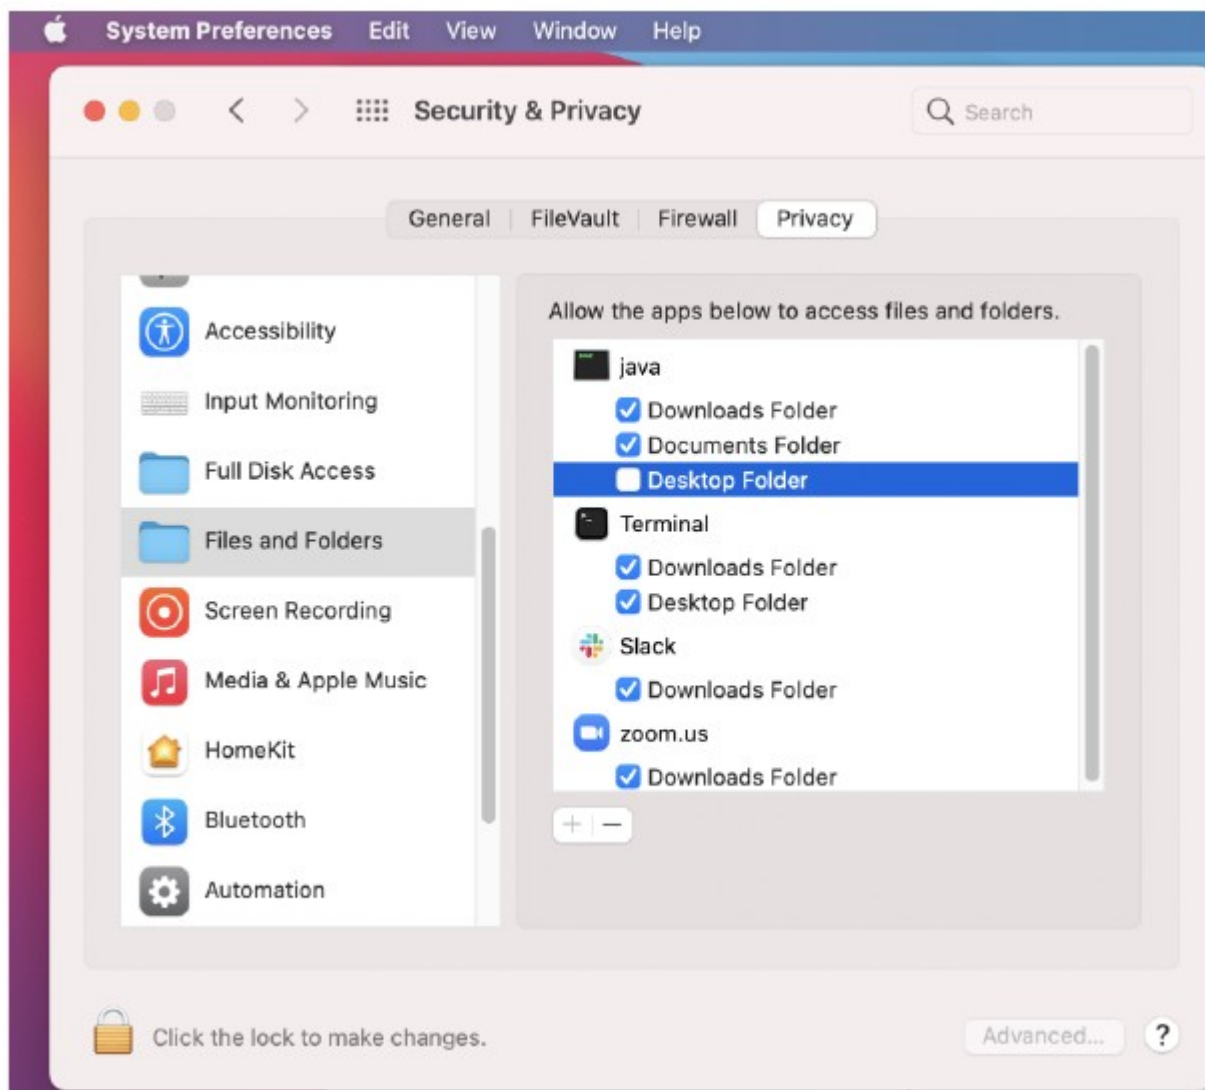 System Preferences Edit View Window Help
Security & Privacy
Search
General FileVault Firewall Privacy
Accessibility
Input Monitoring
Full Disk Access
Files and Folders
Screen Recording
Media & Apple Music
HomeKit
Bluetooth
Automation
Allow the apps below to access files and folders.
java
Downloads Folder
Documents Folder
Desktop Folder
Terminal
Downloads Folder
Desktop Folder
Slack
Downloads Folder
zoom.us
Downloads Folder
+ −
Click the lock to make changes.
Advanced... ?